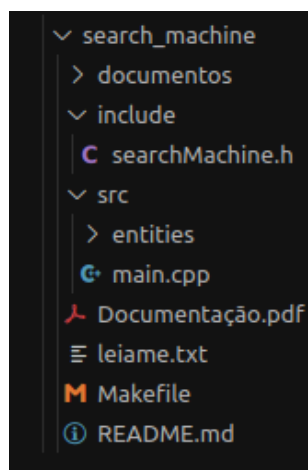 search_machine
documentos
include
C searchMachine.h
src
entities
C++ main.cpp
Documentação.pdf
leiame.txt
M Makefile
README.md